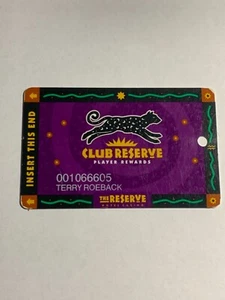 INSERT THIS END
CLUB RESERVE
PLAYER REWARDS
001066605
TERRY ROEBACK
THE RESERVE
HOTEL CASINO